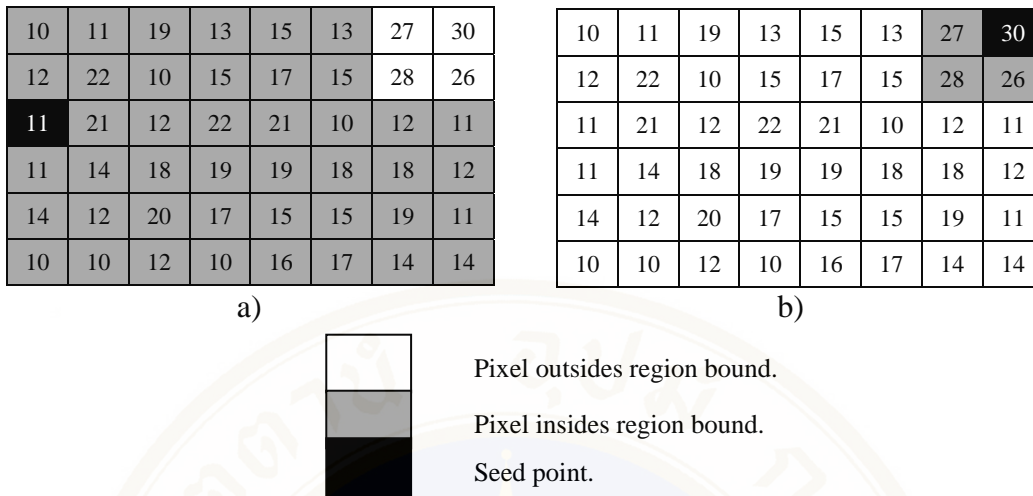 10 11 19 13 15 13 27 30
12 22 10 15 17 15 28 26
11 21 12 22 21 10 12 11
11 14 18 19 19 18 18 12
14 12 20 17 15 15 19 11
10 10 12 10 16 17 14 14
a)
10 11 19 13 15 13 27 30
12 22 10 15 17 15 28 26
11 21 12 22 21 10 12 11
11 14 18 19 19 18 18 12
14 12 20 17 15 15 19 11
10 10 12 10 16 17 14 14
b)
Pixel outsides region bound.
Pixel insides region bound.
Seed point.